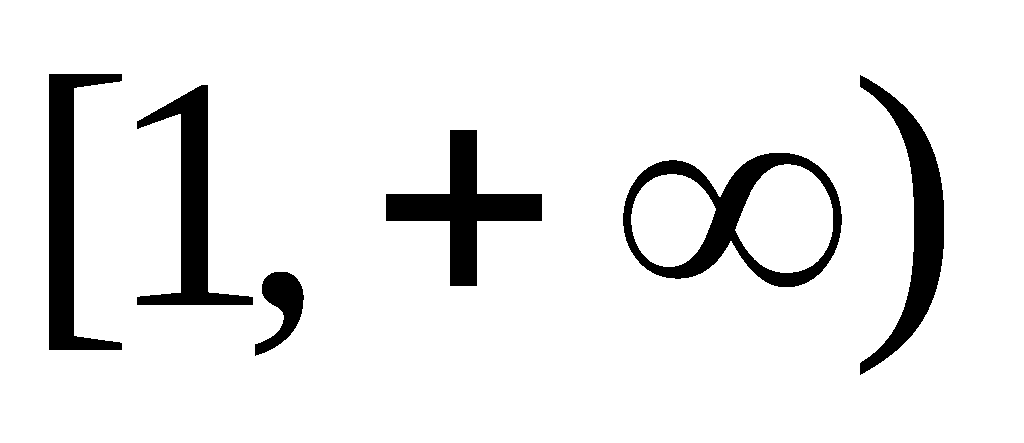 [1, + ∞)